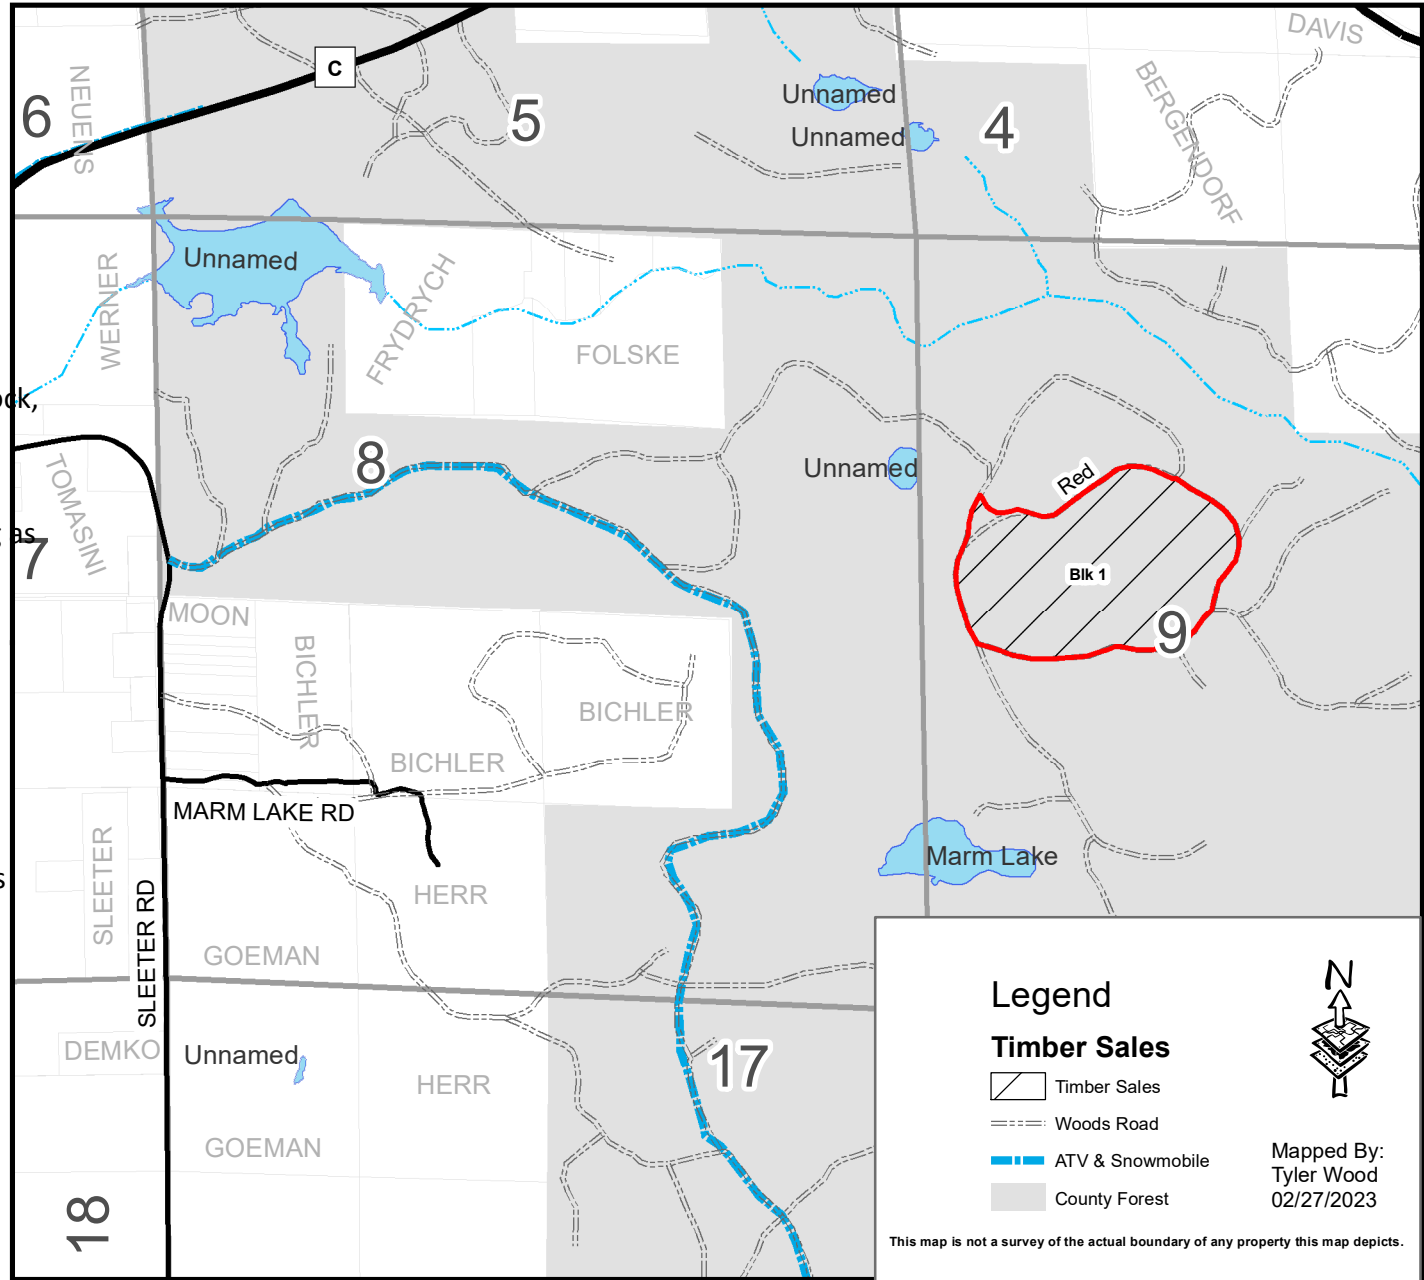 DAVIS
C
NEUENS
6
5
Unnamed
Unnamed
4
BERGENDORF
Unnamed
WERNER
FRYDRYCH
FOLSKE
ck,
TOMASINI
8
Unnamed
Red
as
7
Blk 1
9
MOON
BICHLER
BICHLER
BICHLER
MARM LAKE RD
SLEETER
SLEETER RD
HERR
Marm Lake
GOEMAN
DEMKO
Unnamed
HERR
17
GOEMAN
18
Legend
N
Timber Sales
Timber Sales
Woods Road
ATV & Snowmobile
County Forest
Mapped By:
Tyler Wood
02/27/2023
This map is not a survey of the actual boundary of any property this map depicts.